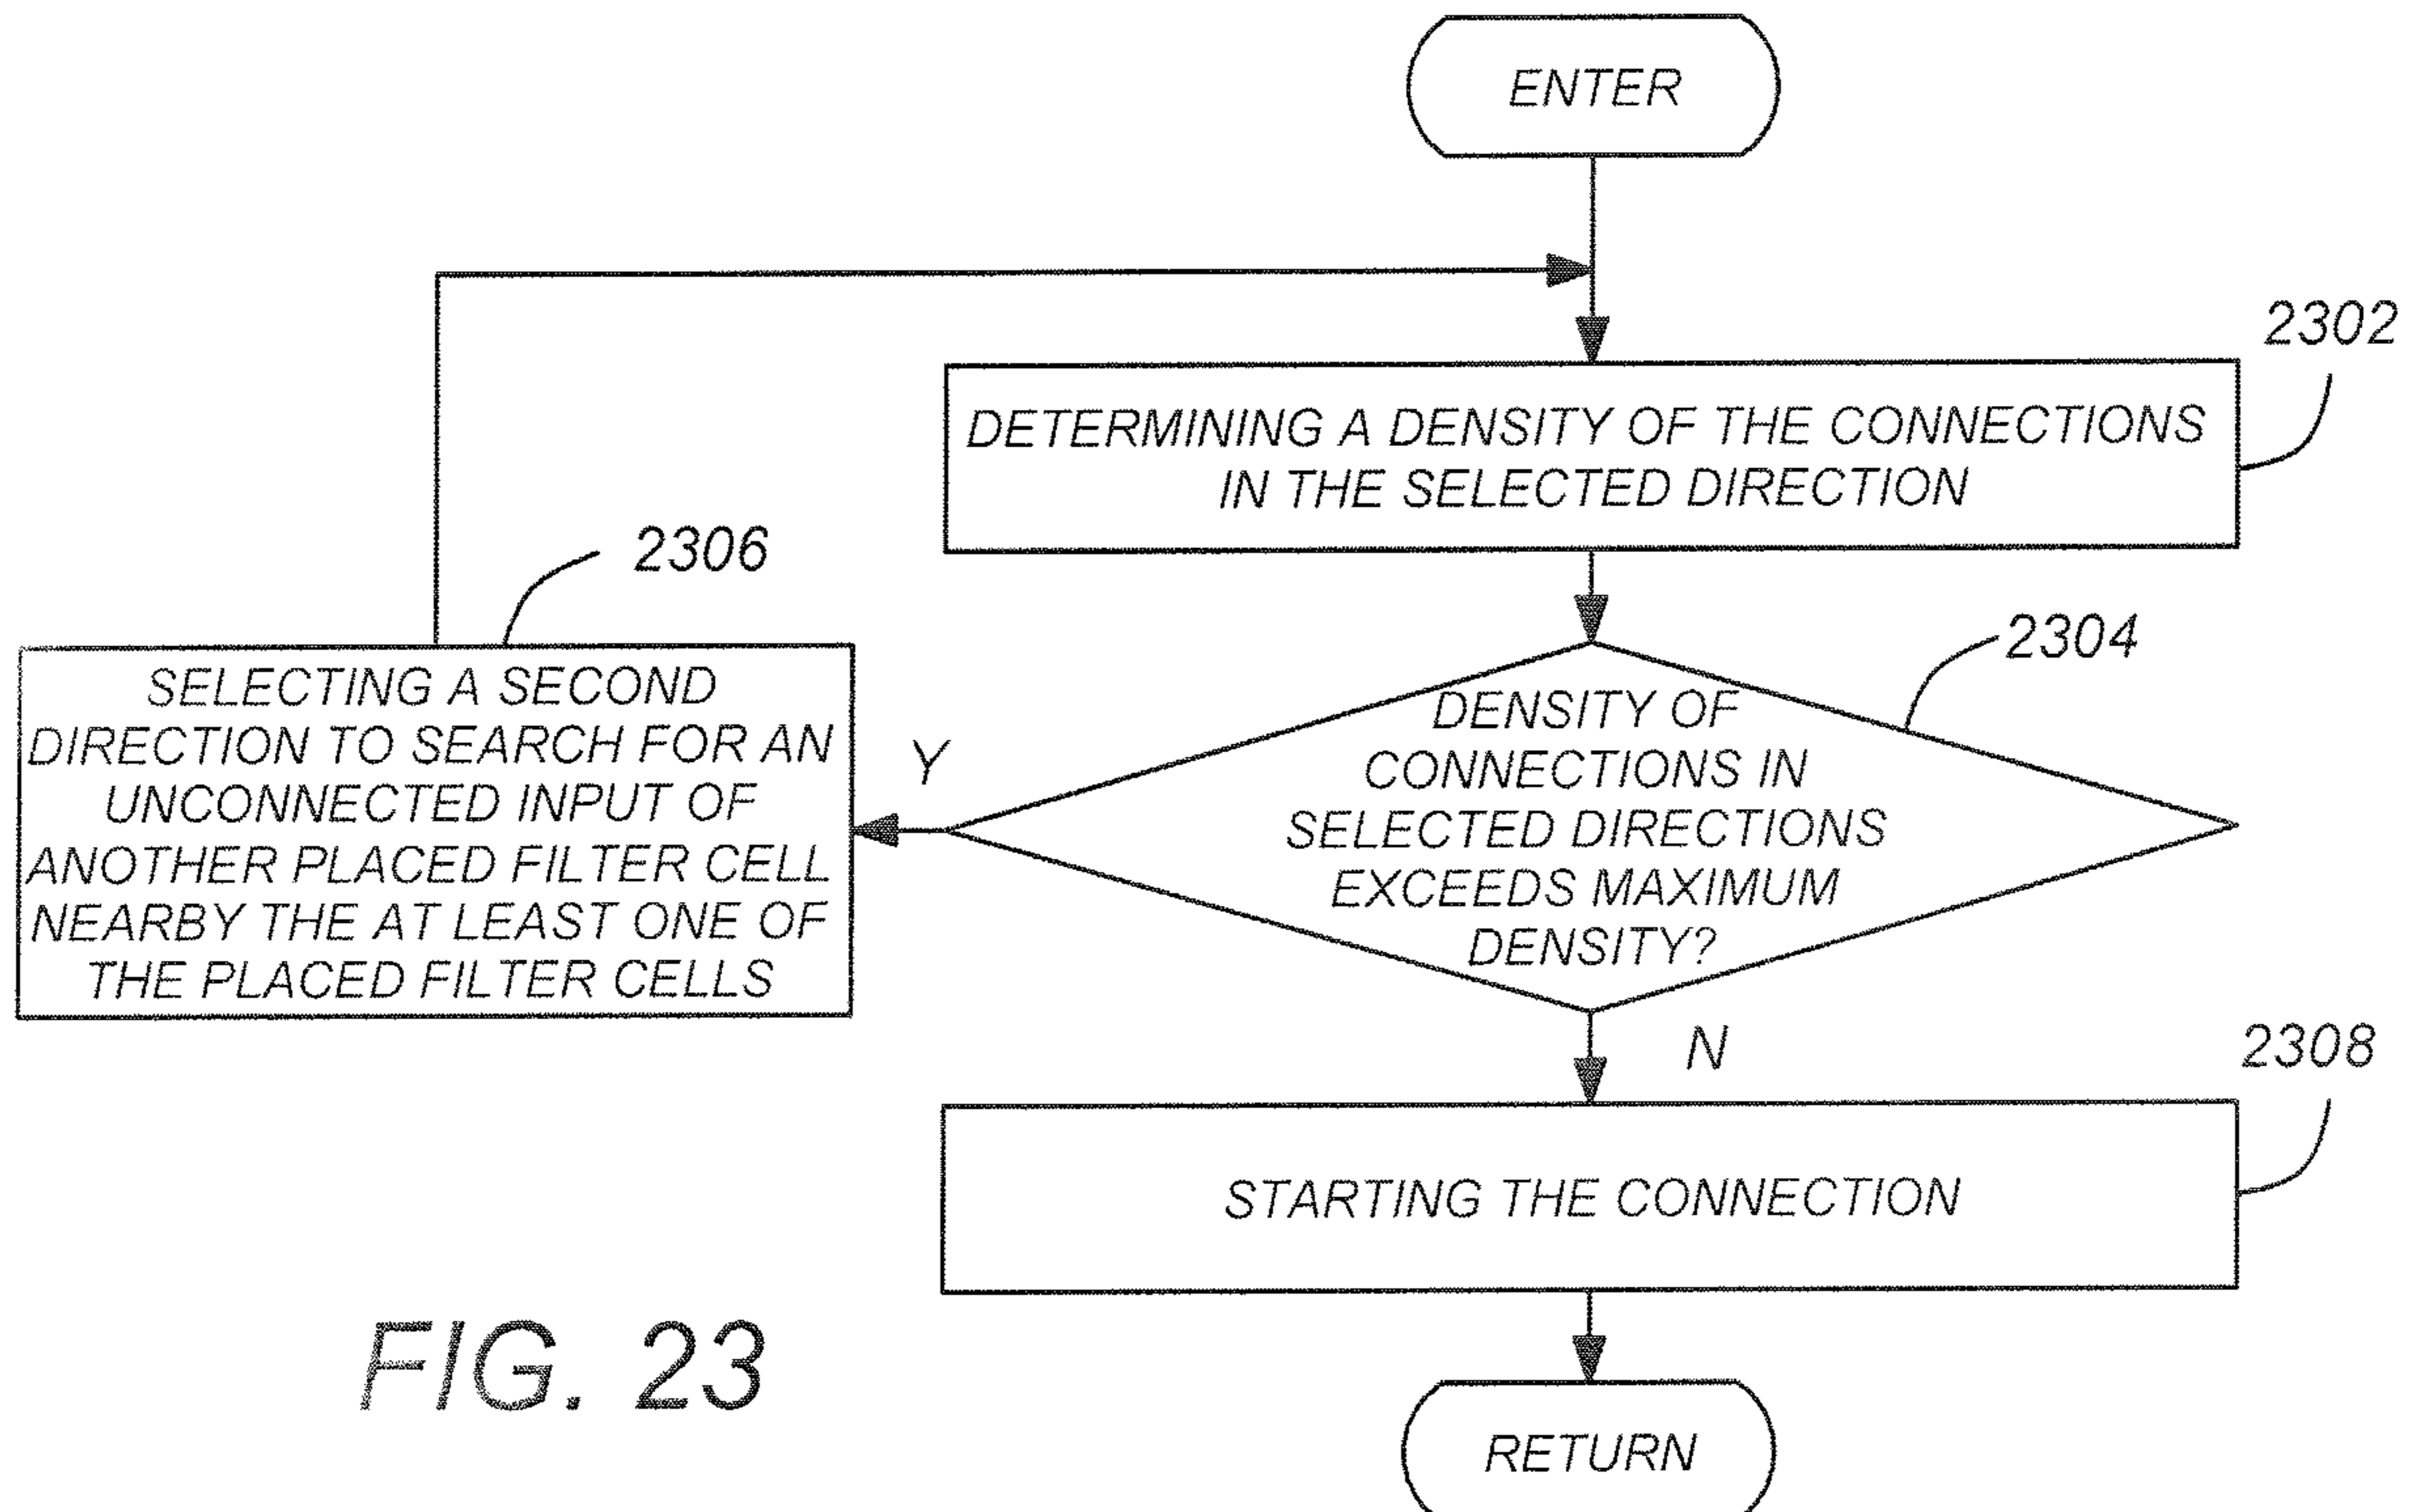 ENTER
2302
DETERMINING A DENSITY OF THE CONNECTIONS
IN THE SELECTED DIRECTION
2306
2304
SELECTING A SECOND
DIRECTION TO SEARCH FOR AN
UNCONNECTED INPUT OF
ANOTHER PLACED FILTER CELL
NEARBY THE AT LEAST ONE OF
THE PLACED FILTER CELLS
Y
DENSITY OF
CONNECTIONS IN
SELECTED DIRECTIONS
EXCEEDS MAXIMUM
DENSITY?
N
2308
STARTING THE CONNECTION
FIG. 23
RETURN